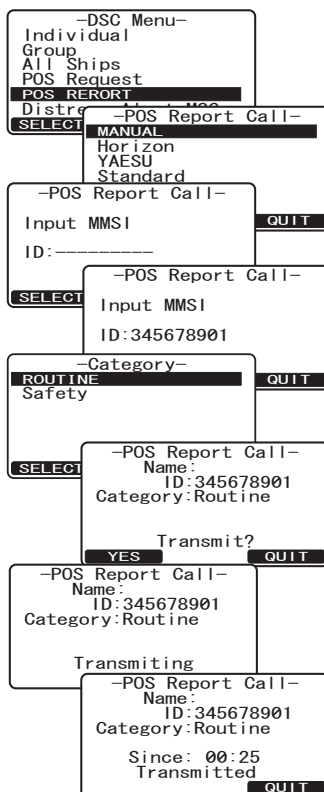 −DSC Menu−
Individual
Group
All Ships
POS Request
POS RERORT
SELECT
−POS Report Call−
MANUAL
Horizon
YAESU
Standard
QUIT
−POS Report Call−
Input MMSI
ID:−−−−−−−−−
SELECT
−POS Report Call−
Input MMSI
ID:345678901
QUIT
−Category−
ROUTINE
Safety
SELECT
−POS Report Call−
Name:
ID:345678901
Category:Routine
Transmit?
YES QUIT
−POS Report Call−
Name:
ID:345678901
Category:Routine
Transmiting
−POS Report Call−
Name:
ID:345678901
Category:Routine
Since: 00:25
Transmitted
QUIT